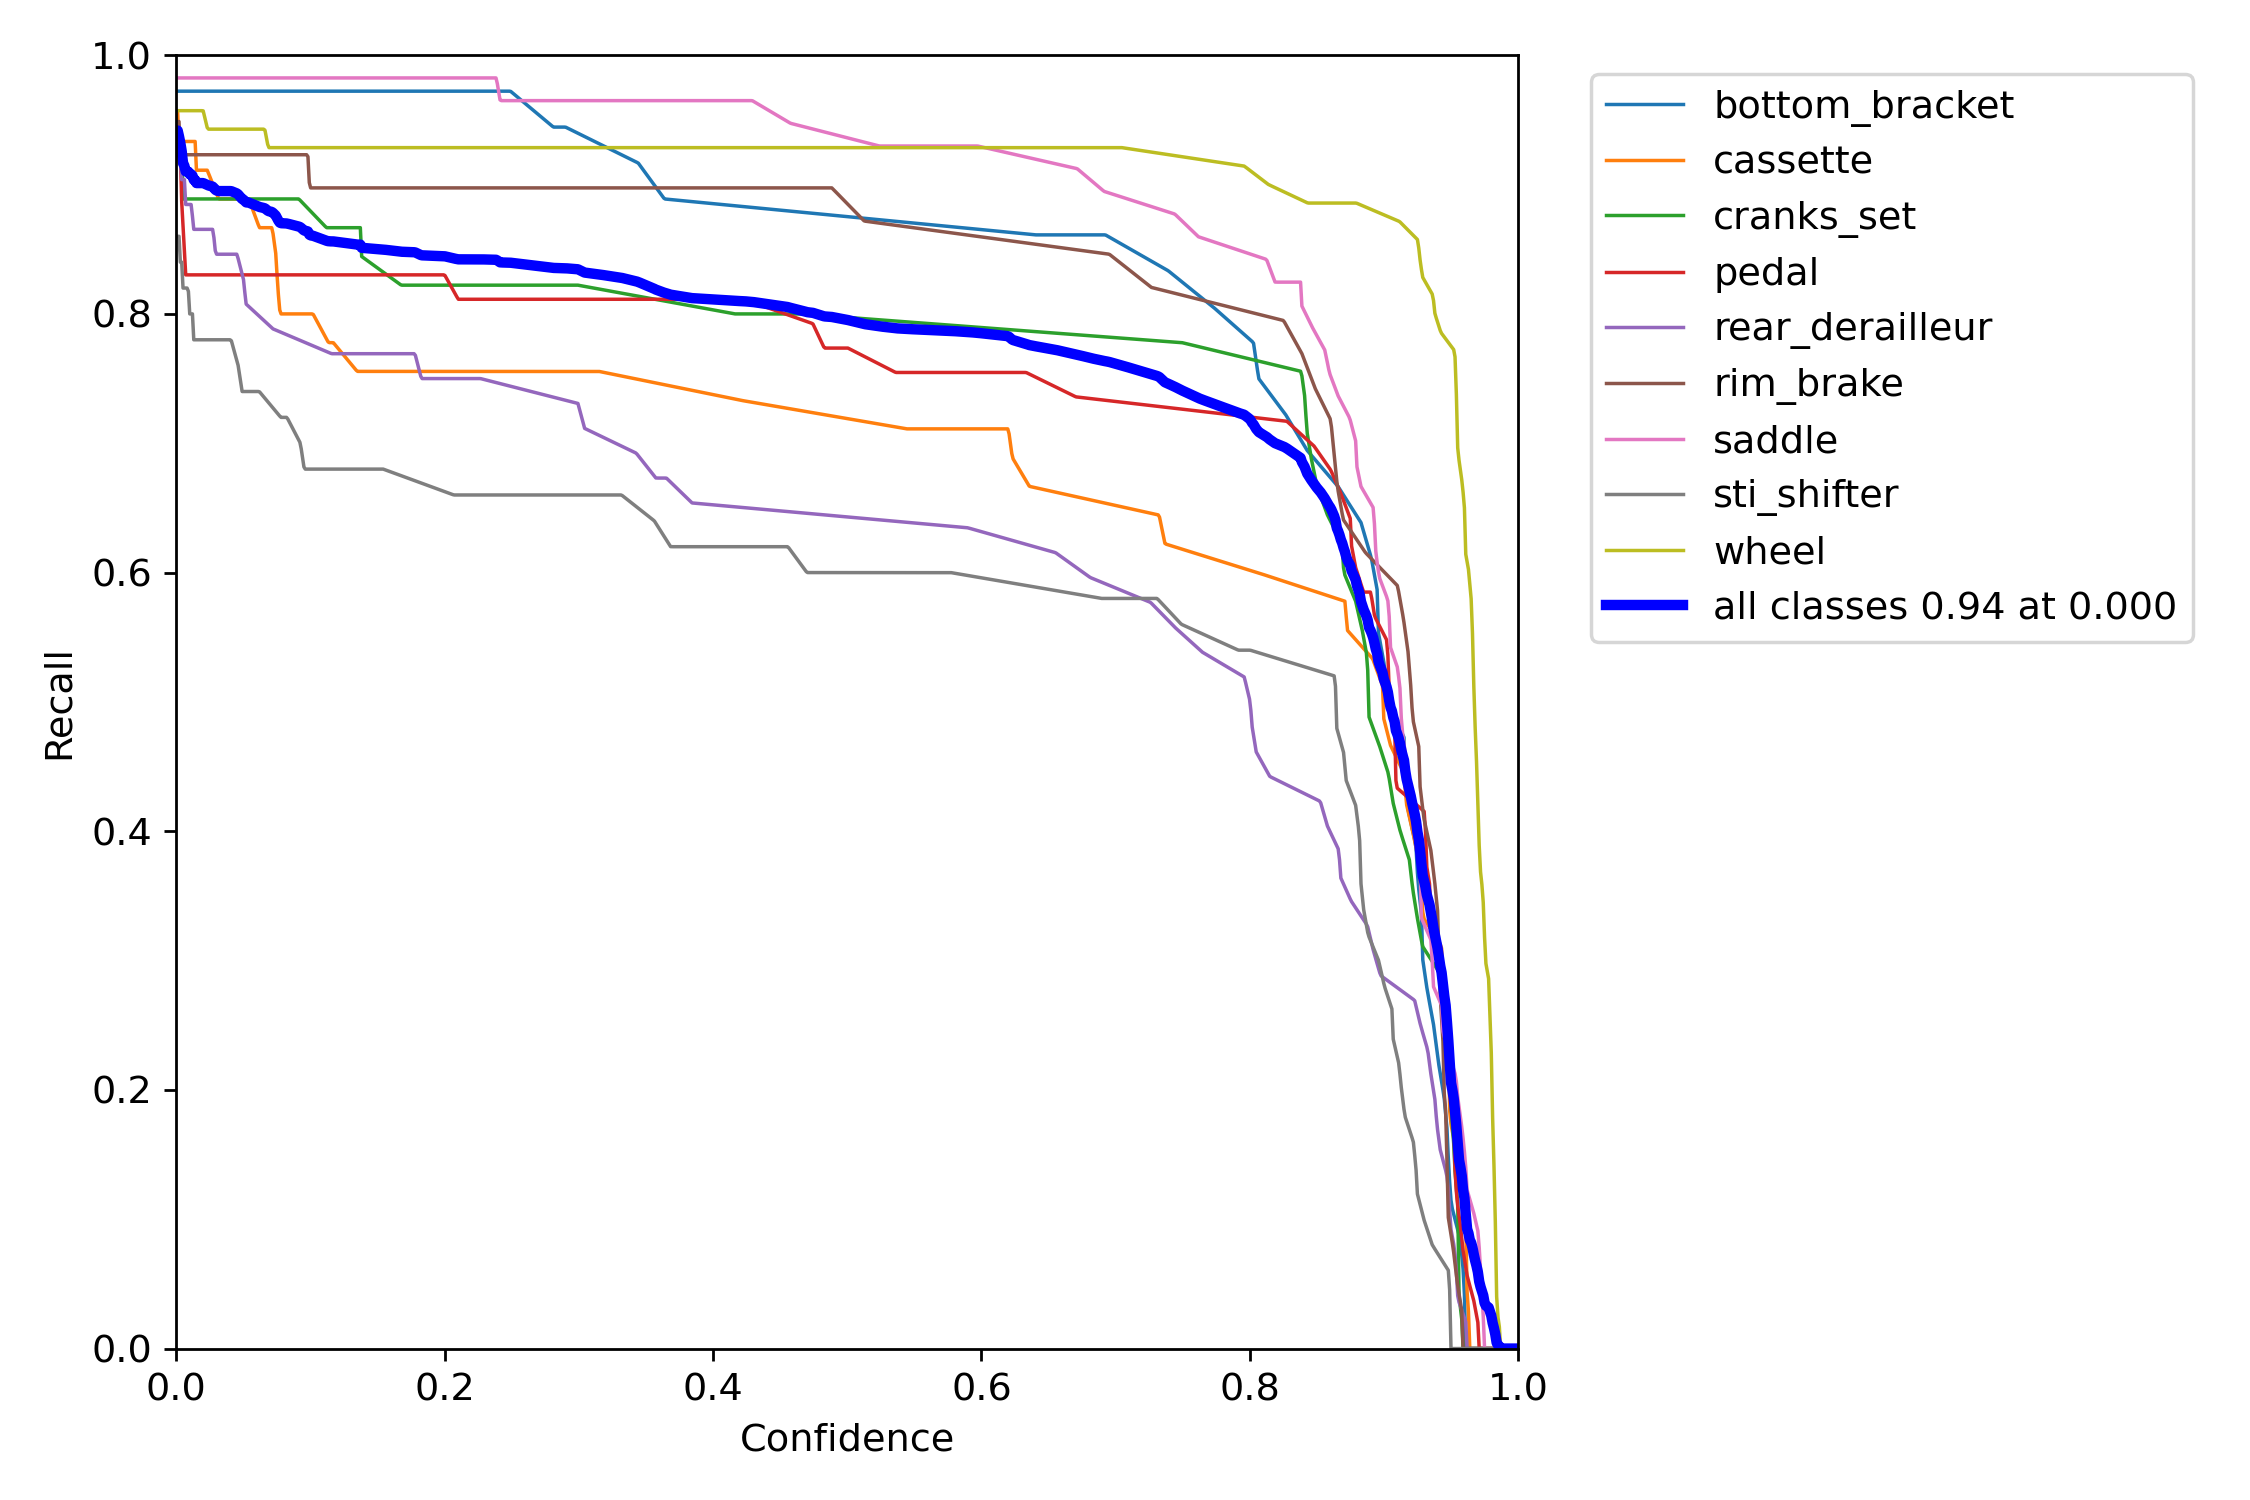 1.0
0.8
0.6
0.4
0.2
0.0
0.0 0.2 0.4 0.6 0.8 1.0
Recall
Confidence
bottom_bracket
cassette
cranks_set
pedal
rear_derailleur
rim_brake
saddle
sti_shifter
wheel
all classes 0.94 at 0.000